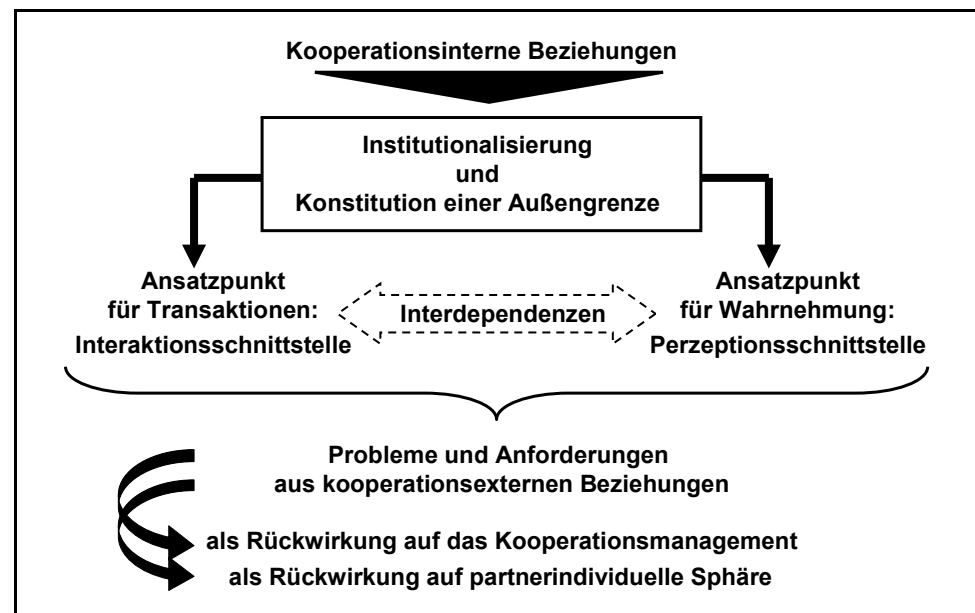 Kooperationsinterne Beziehungen
Institutionalisierung
und
Konstitution einer Außengrenze
Ansatzpunkt
für Transaktionen:
Interaktionsschnittstelle
Interdependenzen
Ansatzpunkt
für Wahrnehmung:
Perzeptionsschnittstelle
Probleme und Anforderungen
aus kooperationsexternen Beziehungen
als Rückwirkung auf das Kooperationsmanagement
als Rückwirkung auf partnerindividuelle Sphäre